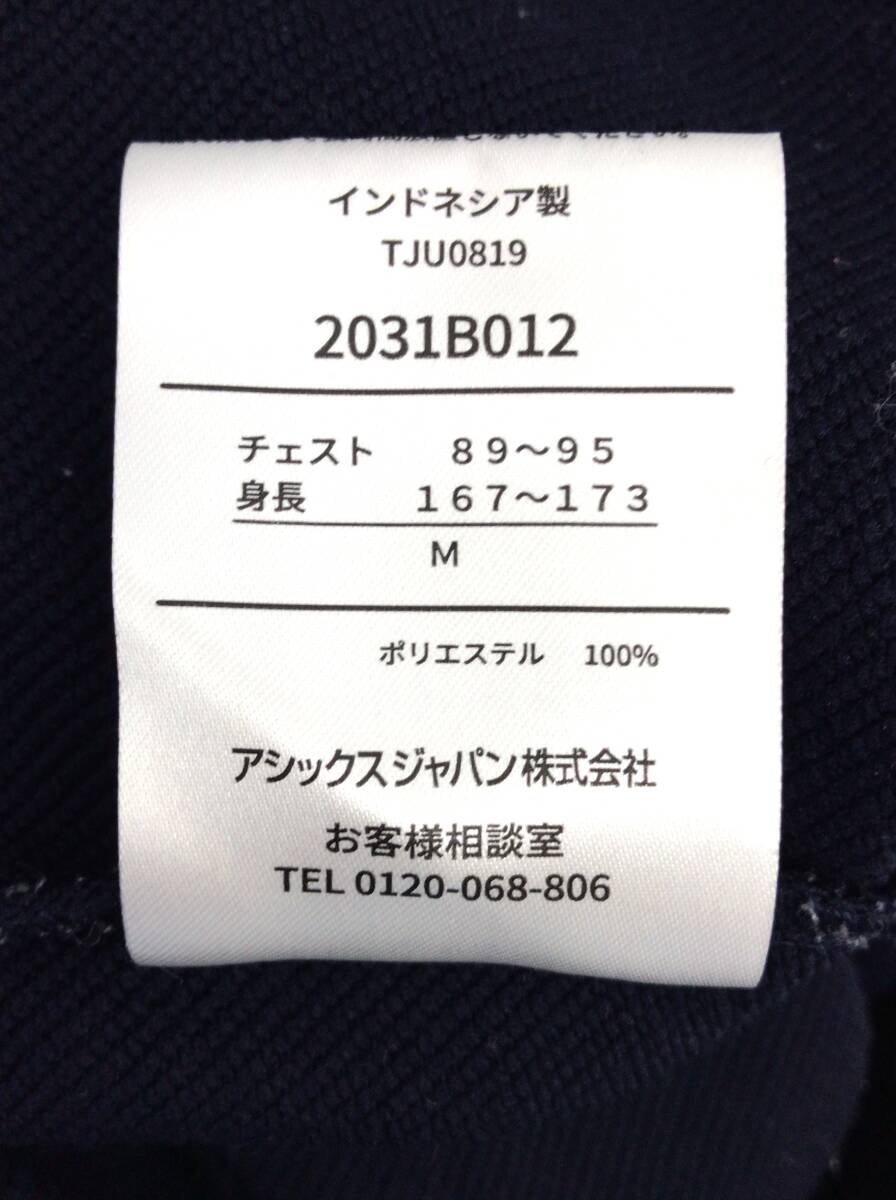 インドネシア製
TJU0819
2031B012
チェスト 89～95
身長 167～173
M
ポリエステル 100%
アシックスジャパン株式会社
お客様相談室
TEL 0120-068-806